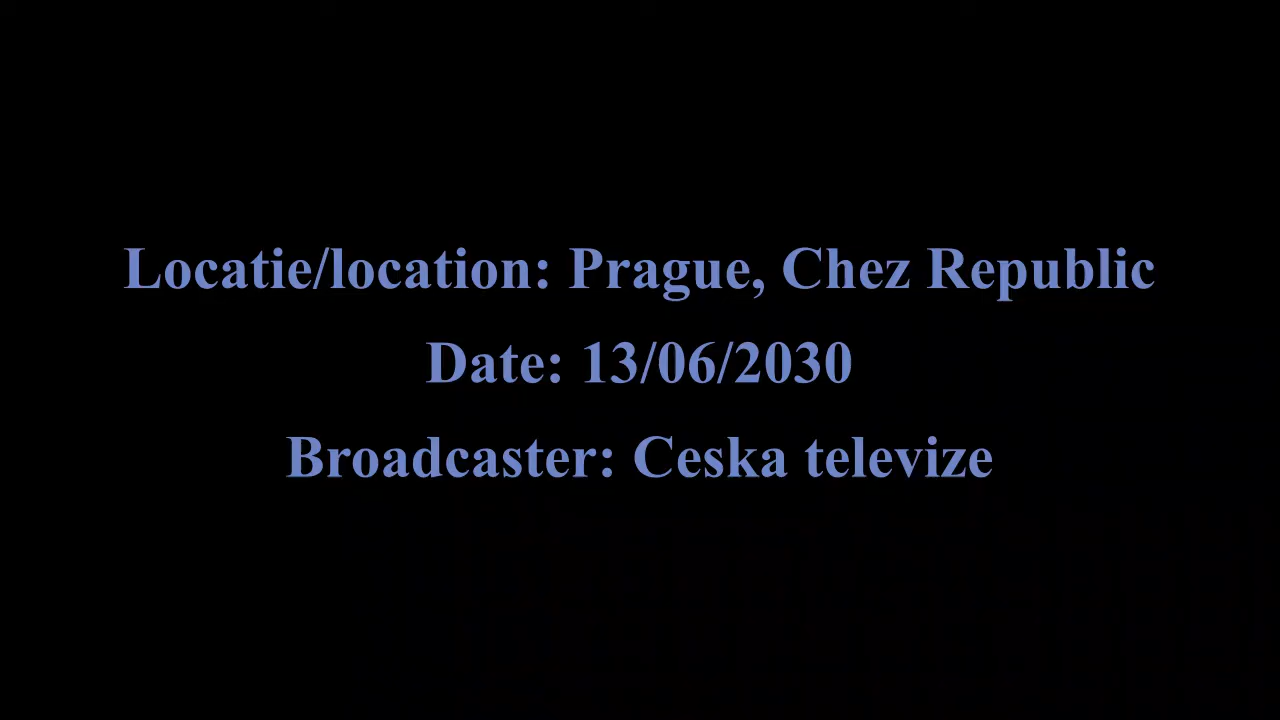 Locatie/location: Prague, Chez Republic
Date: 13/06/2030
Broadcaster: Ceska televize